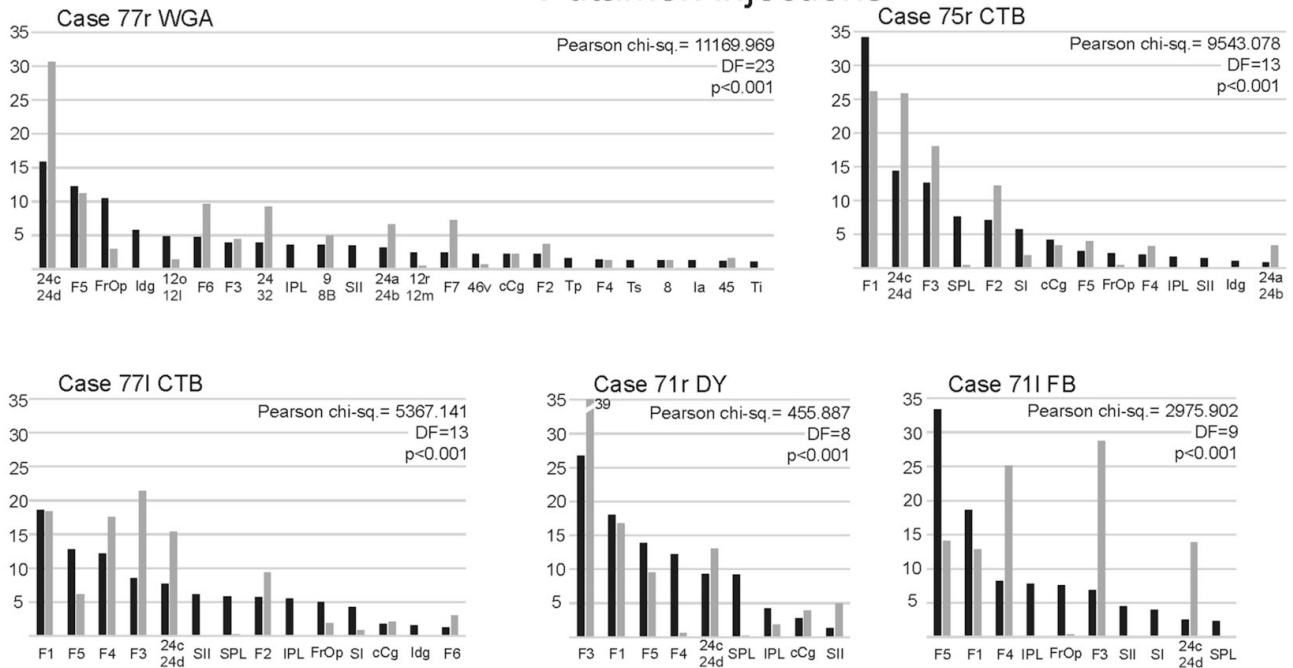 Case 77r WGA
Pearson chi-sq.= 11169.969
DF=23
p<0.001
35
30
25
20
15
10
5
24c F5 FrOp Idg 12o F6 F3 24 IPL 9 SII 24a 12r F7 46v cCg F2 Tp F4 Ts 8 Ia 45 Ti
24d 12l 32 8B 24b 12m
Case 75r CTB
Pearson chi-sq.= 9543.078
DF=13
p<0.001
35
30
25
20
15
10
5
F1 24c F3 SPL F2 SI cCg F5 FrOp F4 IPL SII Idg 24a
24d 24b
Case 77l CTB
Pearson chi-sq.= 5367.141
DF=13
p<0.001
35
30
25
20
15
10
5
F1 F5 F4 F3 24c SII SPL F2 IPL FrOp SI cCg Idg F6
24d
Case 71r DY
39
Pearson chi-sq.= 455.887
DF=8
p<0.001
35
30
25
20
15
10
5
F3 F1 F5 F4 24c SPL IPL cCg SII
24d
Case 71l FB
Pearson chi-sq.= 2975.902
DF=9
p<0.001
35
30
25
20
15
10
5
F5 F1 F4 IPL FrOp F3 SII SI 24c SPL
24d